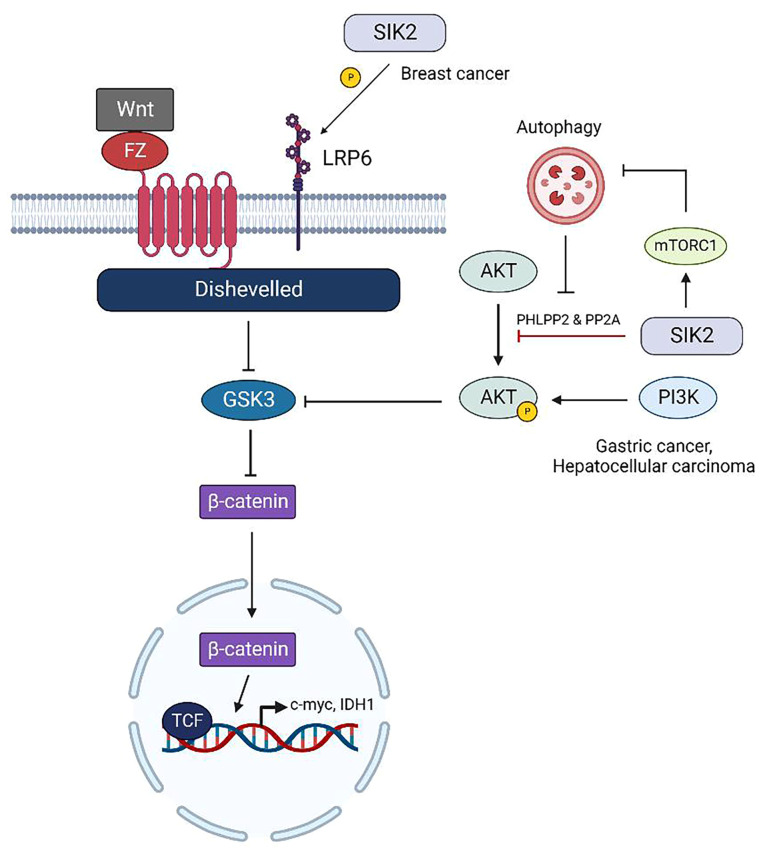 SIK2
P
Breast cancer
Wnt
FZ
LRP6
Autophagy
mTORC1
AKT
Dishevelled
PHLPP2 & PP2A
SIK2
GSK3
AKT
P
PI3K
Gastric cancer,
Hepatocellular carcinoma
β-catenin
β-catenin
c-myc, IDH1
TCF